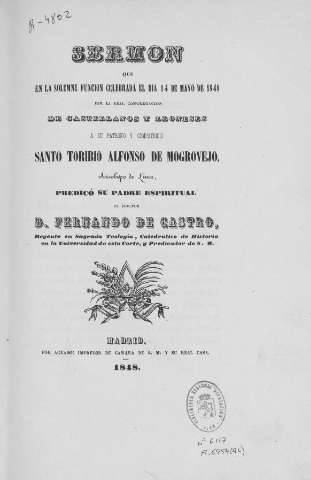 R-4802
SERMON
QUE
EN LA SOLEMNE FUNCION CELEBRADA EL DIA 14 DE MAYO DE 1848
POR LA REAL CONGREGACION
DE CASTELLANOS Y LEONESES
A SU PATRONO Y COMPATRICIO
SANTO TORIBIO ALFONSO DE MOGROVEJO,
Arzobispo de Lima,
PREDICÓ SU PADRE ESPIRITUAL
EL DOCTOR
D. FERNANDO DE CASTRO,
Regente en Sagrada Teología, Catedrático de Historia
en la Universidad de esta Corte, y Predicador de S. M.
MADRID.
POR AGUADO, IMPRESOR DE CAMARA DE S. M. Y SU REAL CASA.
1848.
Nº 6117